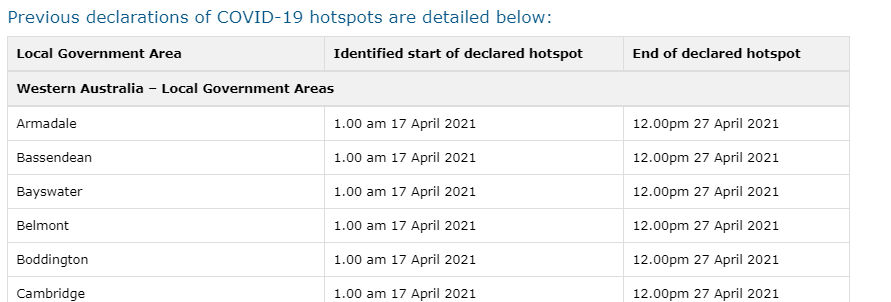 Previous declarations of COVID-19 hotspots are detailed below:
Local Government Area Identified start of declared hotspot End of declared hotspot
Western Australia – Local Government Areas
Armadale 1.00 am 17 April 2021 12.00pm 27 April 2021
Bassendean 1.00 am 17 April 2021 12.00pm 27 April 2021
Bayswater 1.00 am 17 April 2021 12.00pm 27 April 2021
Belmont 1.00 am 17 April 2021 12.00pm 27 April 2021
Boddington 1.00 am 17 April 2021 12.00pm 27 April 2021
Cambridge 1.00 am 17 April 2021 12.00pm 27 April 2021